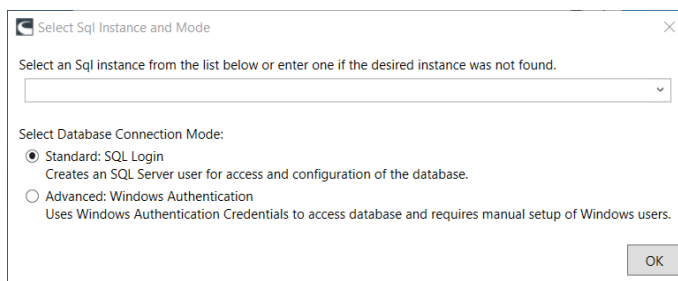 Select Sql Instance and Mode
Select an Sql instance from the list below or enter one if the desired instance was not found.
Select Database Connection Mode:
Standard: SQL Login
Creates an SQL Server user for access and configuration of the database.
Advanced: Windows Authentication
Uses Windows Authentication Credentials to access database and requires manual setup of Windows users.
OK